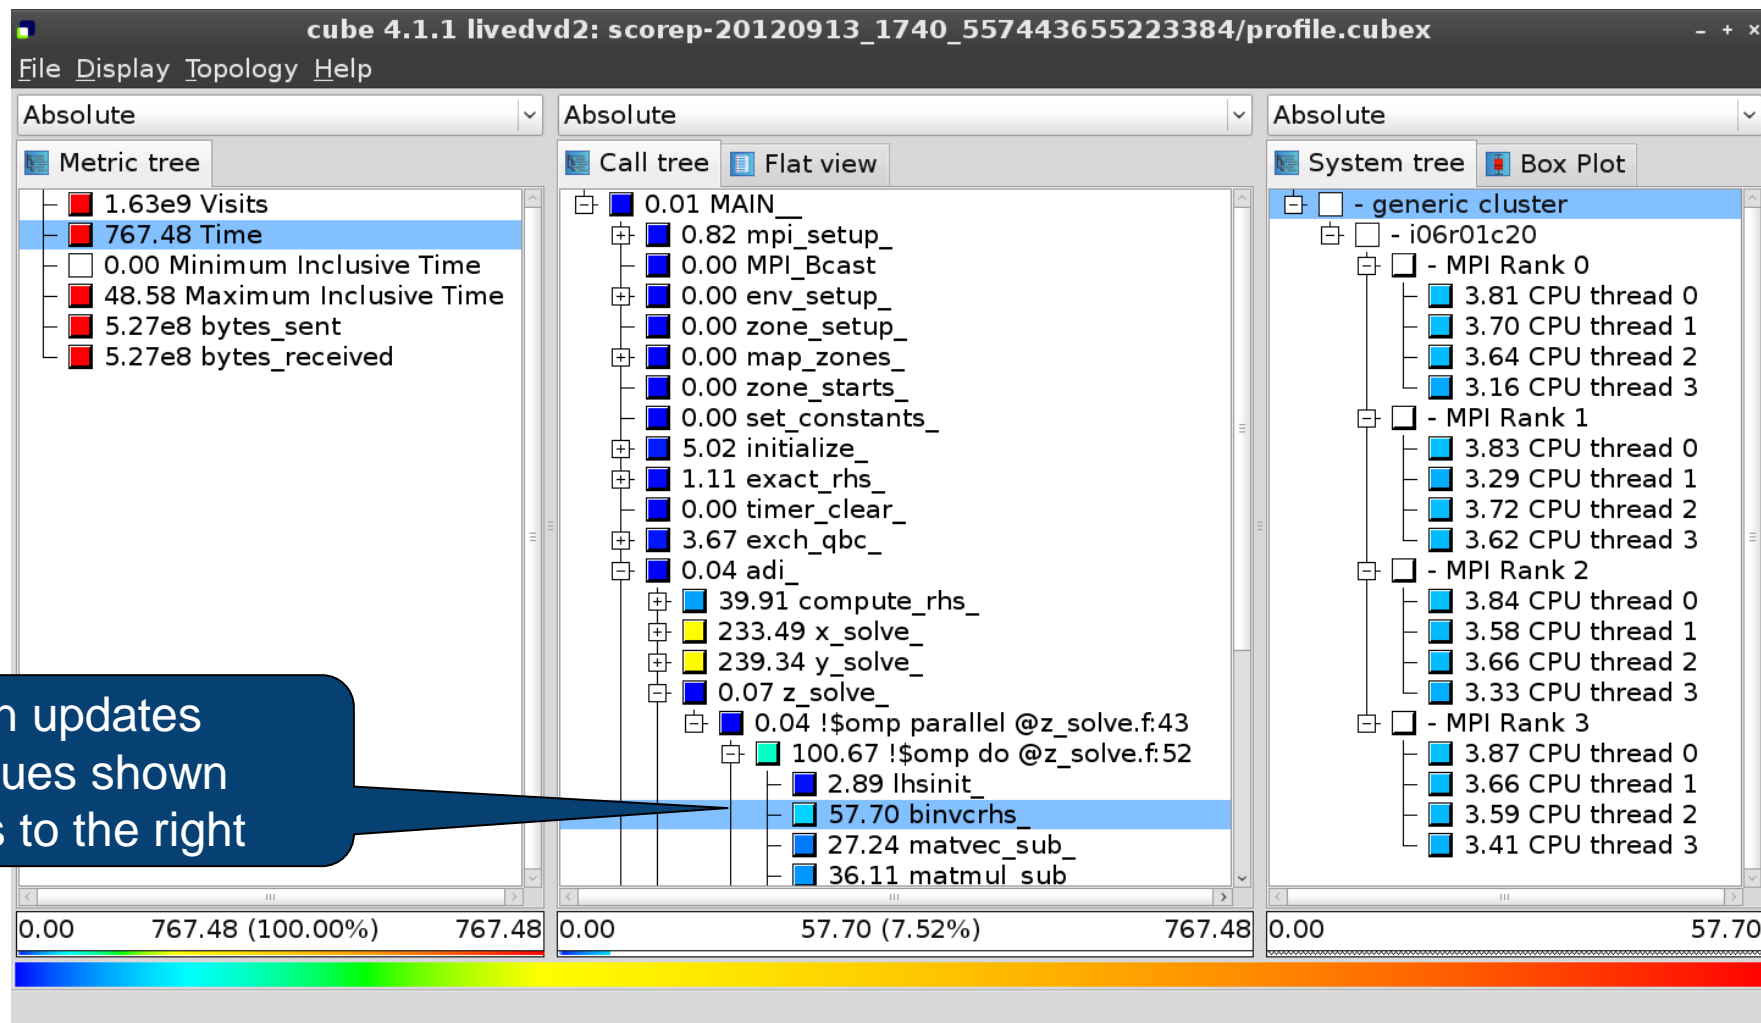 cube 4.1.1 livedvd2: scorep-20120913_1740_557443655223384/profile.cubex
File Display Topology Help
Absolute
Metric tree
1.63e9 Visits
767.48 Time
0.00 Minimum Inclusive Time
48.58 Maximum Inclusive Time
5.27e8 bytes_sent
5.27e8 bytes_received
updates
shown
to the right
0.00 767.48 (100.00%) 767.48
Absolute
Call tree Flat view
0.01 MAIN__
0.82 mpi_setup_
0.00 MPI_Bcast
0.00 env_setup_
0.00 zone_setup_
0.00 map_zones_
0.00 zone_starts_
0.00 set_constants_
5.02 initialize_
1.11 exact_rhs_
0.00 timer_clear_
3.67 exch_qbc_
0.04 adi_
39.91 compute_rhs_
233.49 x_solve_
239.34 y_solve_
0.07 z_solve_
0.04 !$omp parallel @z_solve.f:43
100.67 !$omp do @z_solve.f:52
2.89 lhsinit_
57.70 binvcrhs_
27.24 matvec_sub_
36.11 matmul_sub
0.00 57.70 (7.52%) 767.48
Absolute
System tree Box Plot
- generic cluster
- i06r01c20
- MPI Rank 0
3.81 CPU thread 0
3.70 CPU thread 1
3.64 CPU thread 2
3.16 CPU thread 3
- MPI Rank 1
3.83 CPU thread 0
3.29 CPU thread 1
3.72 CPU thread 2
3.62 CPU thread 3
- MPI Rank 2
3.84 CPU thread 0
3.58 CPU thread 1
3.66 CPU thread 2
3.33 CPU thread 3
- MPI Rank 3
3.87 CPU thread 0
3.66 CPU thread 1
3.59 CPU thread 2
3.41 CPU thread 3
0.00 57.70